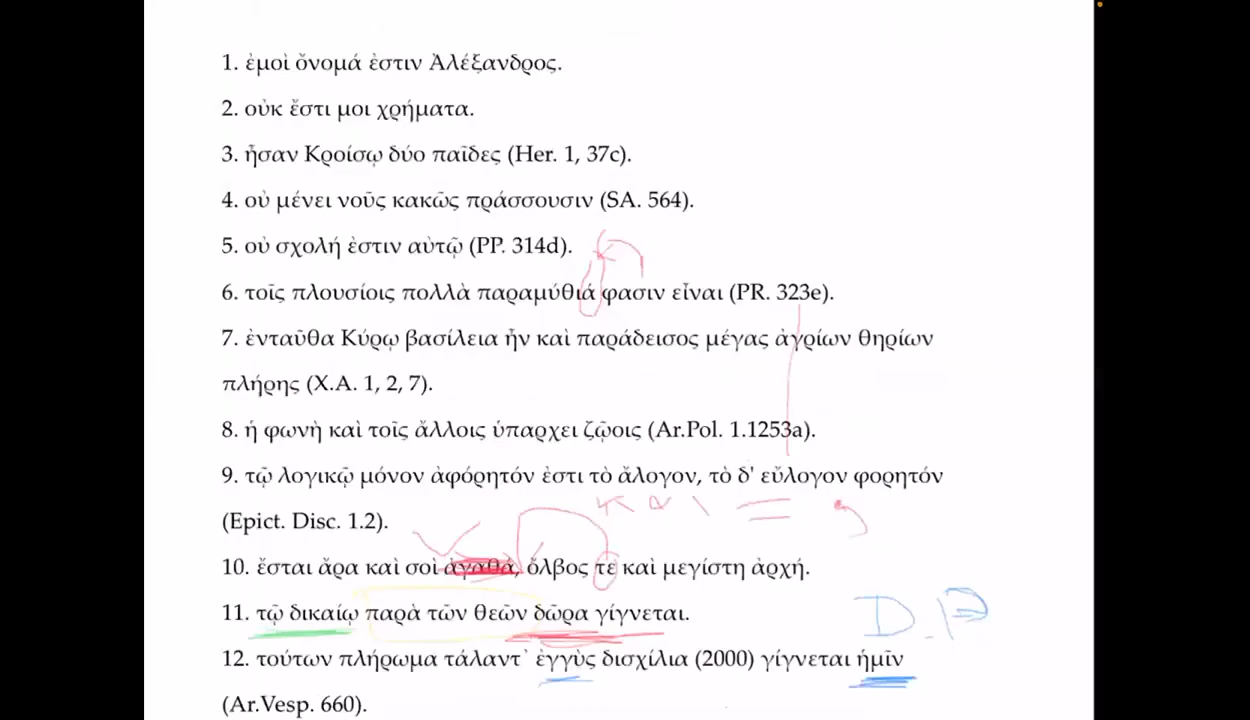 1. ἐμοὶ ὄνομά ἐστιν Ἀλέξανδρος.
2. οὐκ ἔστι μοι χρήματα.
3. ἦσαν Κροίσῳ δύο παῖδες (Her. 1, 37c).
4. οὐ μένει νοῦς κακῶς πράσσουσιν (SA. 564).
5. οὐ σχολή ἐστιν αὐτῷ (PP. 314d).
6. τοῖς πλουσίοις πολλὰ παραμύθιά φασιν εἶναι (PR. 323e).
7. ἐνταῦθα Κύρῳ βασίλεια ἦν καὶ παράδεισος μέγας ἀγρίων θηρίων
πλήρης (X.A. 1, 2, 7).
8. ἡ φωνὴ καὶ τοῖς ἄλλοις ὑπαρχει ζῴοις (Ar.Pol. 1.1253a).
9. τῷ λογικῷ μόνον ἀφόρητόν ἐστι τὸ ἄλογον, τὸ δ' εὔλογον φορητόν
(Epict. Disc. 1.2).
και = ,
10. ἔσται ἄρα καὶ σοὶ ἀγαθά, ὄλβος τὲ καὶ μεγίστη ἀρχή.
11. τῷ δικαίῳ παρὰ τῶν θεῶν δῶρα γίγνεται.
D.P
12. τούτων πλήρωμα τάλαντ᾽ ἐγγὺς δισχίλια (2000) γίγνεται ἡμῖν
(Ar.Vesp. 660).